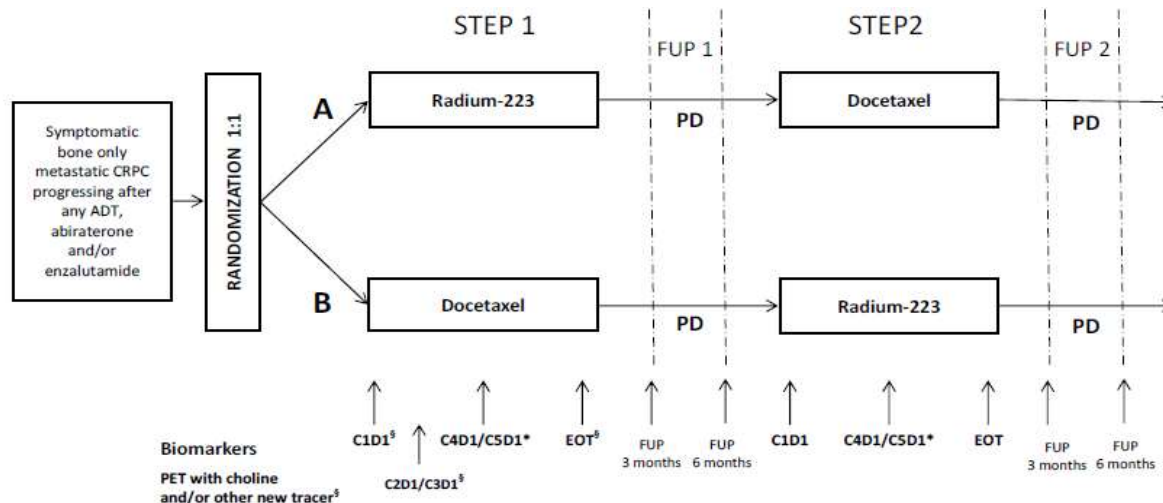 STEP 1
STEP2
FUP 1
FUP 2
Symptomatic
bone only
metastatic CRPC
progressing after
any ADT,
abiraterone
and/or
enzalutamide
RANDOMIZATION 1:1
A
Radium-223
PD
Docetaxel
PD
B
Docetaxel
PD
Radium-223
PD
Biomarkers
PET with choline
and/or other new tracer§
C1D1§
C2D1/C3D1§
C4D1/C5D1*
EOT§
FUP
3 months
FUP
6 months
C1D1
C4D1/C5D1*
EOT
FUP
3 months
FUP
6 months